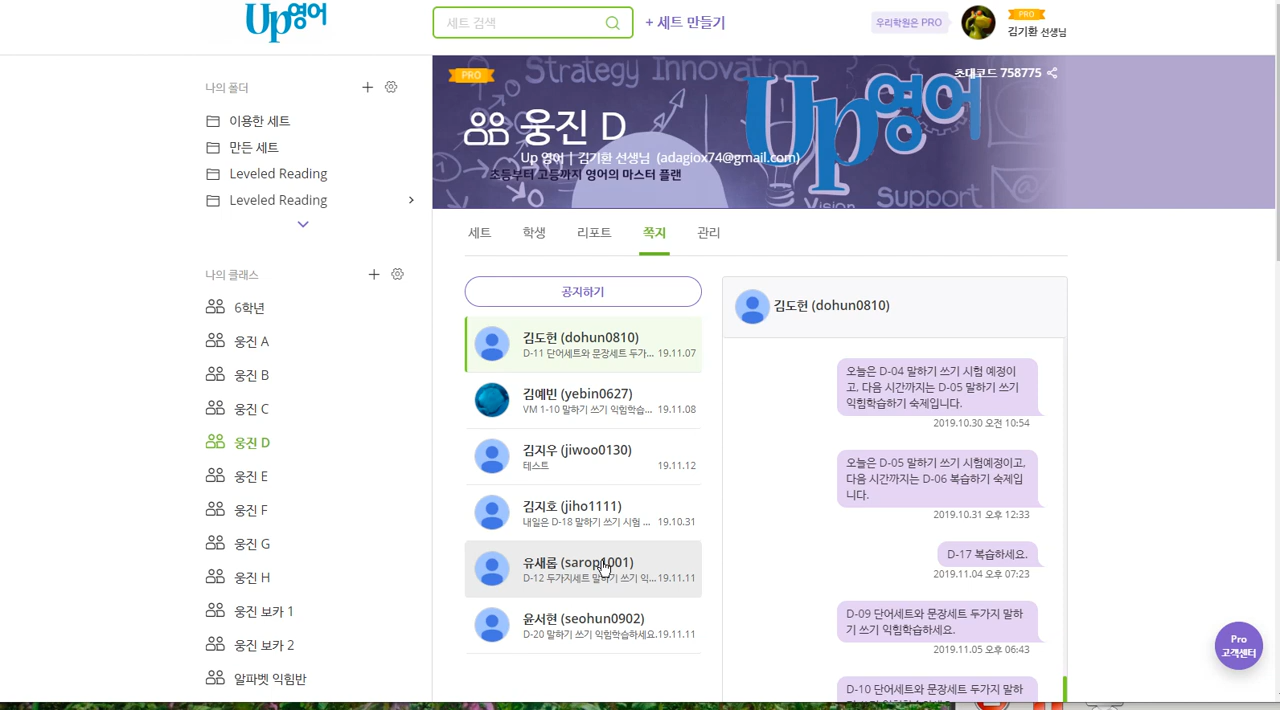 Up영어
세트 검색
+ 세트 만들기
우리학원은 PRO
PRO
김기환 선생님
나의 폴더
이용한 세트
만든 세트
Leveled Reading
Leveled Reading
나의 클래스
6학년
웅진 A
웅진 B
웅진 C
웅진 D
웅진 E
웅진 F
웅진 G
웅진 H
웅진 보카 1
웅진 보카 2
알파벳 익힘반
PRO
Strategy Innovation
초대코드 758775
웅진 D
Up영어
Up 영어 | 김기환 선생님 (adagiox74@gmail.com)
초등부터 고등까지 영어의 마스터 플랜
Vision
Support
세트
학생
리포트
쪽지
관리
공지하기
김도현 (dohun0810)
D-11 단어세트와 문장세트 두가... 19.11.07
김예빈 (yebin0627)
VM 1-10 말하기 쓰기 익힘학습... 19.11.08
김지우 (jiwoo0130)
테스트 19.11.12
김지호 (jiho1111)
내일은 D-18 말하기 쓰기 시험 ... 19.10.31
유새롬 (sarop1001)
D-12 두가지세트 말하기 쓰기 익... 19.11.11
윤서현 (seohun0902)
D-20 말하기 쓰기 익힘학습하세요. 19.11.11
김도현 (dohun0810)
오늘은 D-04 말하기 쓰기 시험 예정이
고, 다음 시간까지는 D-05 말하기 쓰기
익힘학습하기 숙제입니다.
2019.10.30 오전 10:54
오늘은 D-05 말하기 쓰기 시험예정이고,
다음 시간까지는 D-06 복습하기 숙제입
니다.
2019.10.31 오후 12:33
D-17 복습하세요.
2019.11.04 오후 07:23
D-09 단어세트와 문장세트 두가지 말하
기 쓰기 익힘학습하세요.
2019.11.05 오후 06:43
D-10 단어세트와 문장세트 두가지 말하
Pro
고객센터